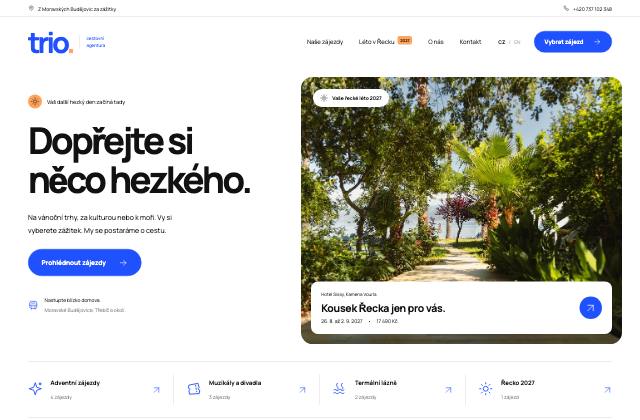 Z Moravských Budějovic za zážitky
+420 737 102 348
trio.
cestovní
agentura
Naše zájezdy
Léto v Řecku 2027
O nás
Kontakt
CZ / EN
Vybrat zájezd
Váš další hezký den začíná tady
Dopřejte si
něco hezkého.
Na vánoční trhy, za kulturou nebo k moři. Vy si
vyberete zážitek. My se postaráme o cestu.
Prohlédnout zájezdy
Nastupte blízko domova.
Moravské Budějovice, Třebíč a okolí.
Vaše řecké léto 2027
Hotel Sissy, Kamena Vourla
Kousek Řecka jen pro vás.
26. 8. až 2. 9. 2027 • 17 490 Kč
Adventní zájezdy
4 zájezdy
Muzikály a divadla
3 zájezdy
Termální lázně
2 zájezdy
Řecko 2027
1 zájezd